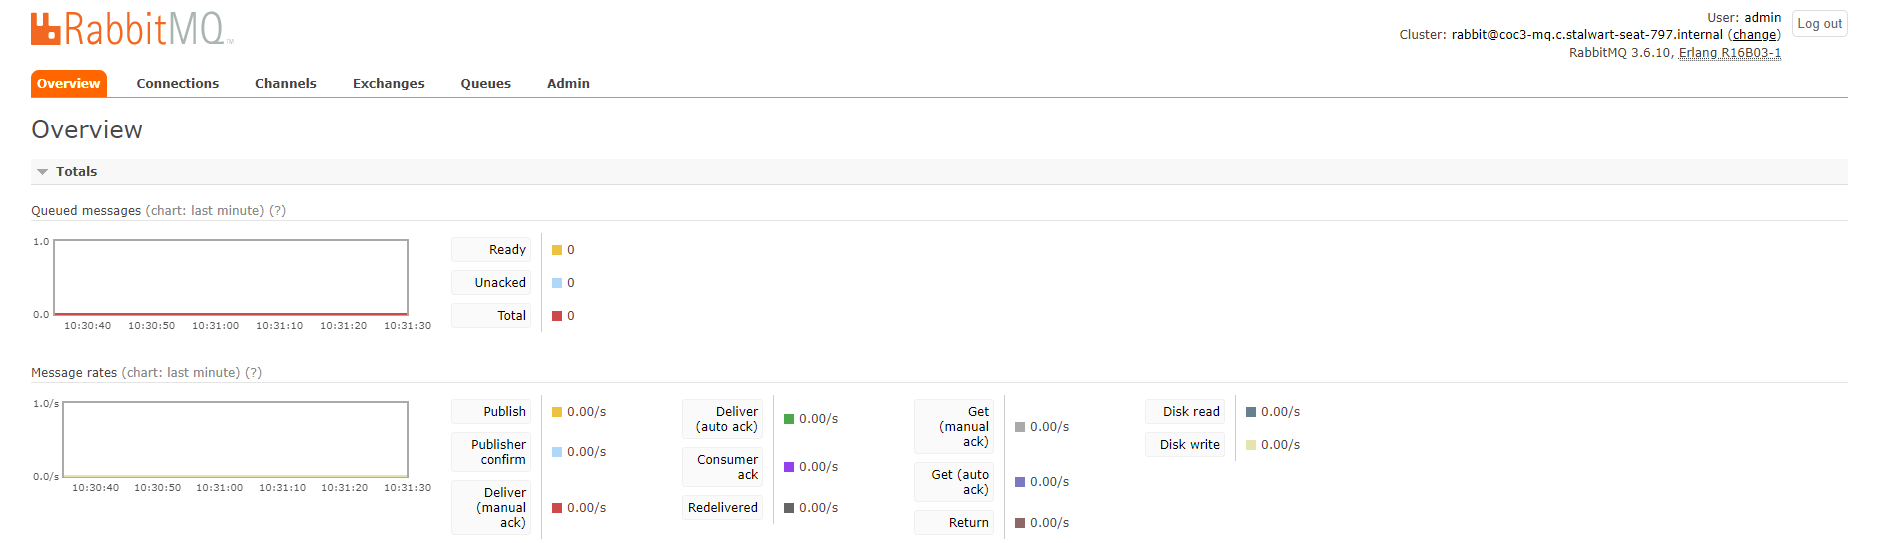 RabbitMQ™
User: admin
Log out
Cluster: rabbit@coc3-mq.c.stalwart-seat-797.internal (change)
RabbitMQ 3.6.10, Erlang R16B03-1
Overview Connections Channels Exchanges Queues Admin
Overview
Totals
Queued messages (chart: last minute) (?)
1.0
0.0
10:30:40 10:30:50 10:31:00 10:31:10 10:31:20 10:31:30
Ready 0
Unacked 0
Total 0
Message rates (chart: last minute) (?)
1.0/s
0.0/s
10:30:40 10:30:50 10:31:00 10:31:10 10:31:20 10:31:30
Publish 0.00/s
Publisher
confirm 0.00/s
Deliver
(manual
ack) 0.00/s
Deliver
(auto ack) 0.00/s
Consumer
ack 0.00/s
Redelivered 0.00/s
Get
(manual
ack) 0.00/s
Get (auto
ack) 0.00/s
Return 0.00/s
Disk read 0.00/s
Disk write 0.00/s